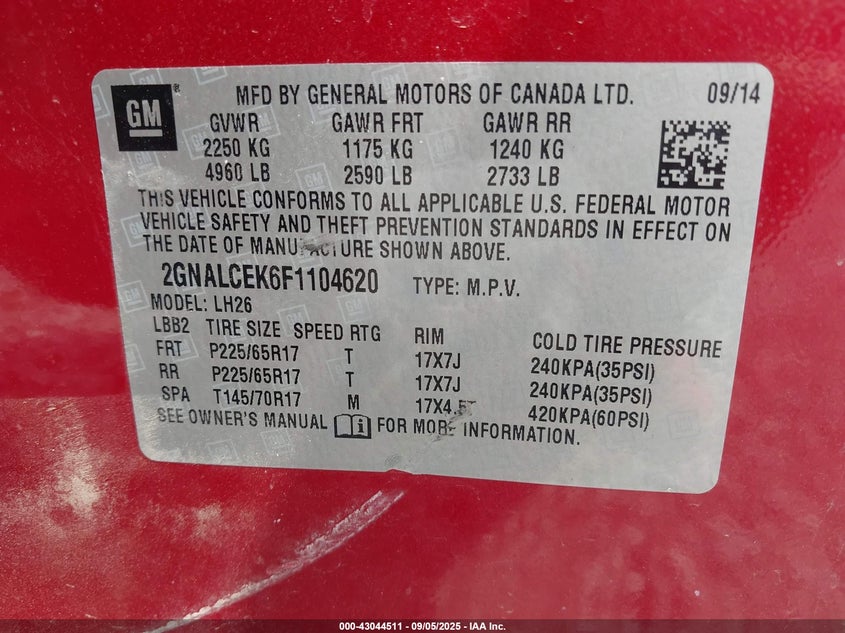 GM
MFD BY GENERAL MOTORS OF CANADA LTD. 09/14
GVWR GAWR FRT GAWR RR
2250 KG 1175 KG 1240 KG
4960 LB 2590 LB 2733 LB
THIS VEHICLE CONFORMS TO ALL APPLICABLE U.S. FEDERAL MOTOR
VEHICLE SAFETY AND THEFT PREVENTION STANDARDS IN EFFECT ON
THE DATE OF MANUFACTURE SHOWN ABOVE.
2GNALCEK6F1104620 TYPE: M.P.V.
MODEL: LH26
LBB2 TIRE SIZE SPEED RTG RIM COLD TIRE PRESSURE
FRT P225/65R17 T 17X7J 240KPA(35PSI)
RR P225/65R17 T 17X7J 240KPA(35PSI)
SPA T145/70R17 M 420KPA(60PSI)
SEE OWNER'S MANUAL FOR MORE INFORMATION.
000-43044511 - 09/05/2025 - IAA Inc.